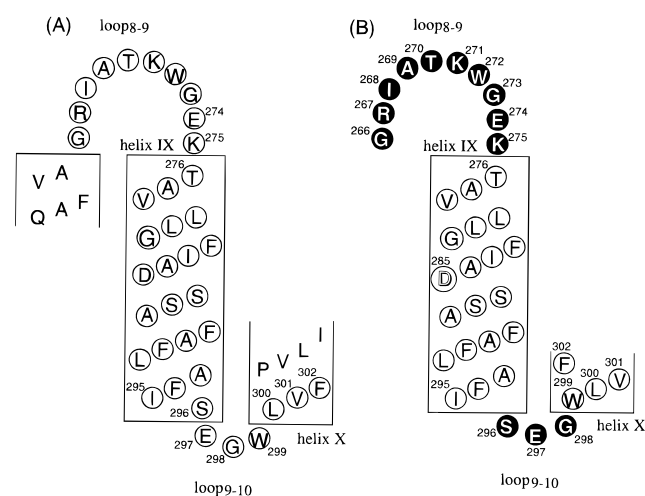 (A)
loop8-9
G R I A T K W G E K
274
275
helix IX
V A
Q A F
276
V A T
G L L
D A I F
A S S
L F A F
295
I F A
296
S
297
E
298
G
299
W
P V L I
300 301 302
L V F
helix X
loop9-10
(B)
loop8-9
266 267 268 269 270 271 272 273 274 275
G R I A T K W G E K
helix IX
276
V A T
G L L
285
D A I F
A S S
L F A F
295
I F A
296 297 298
S E G
302
F
299 300 301
W L V
helix X
loop9-10